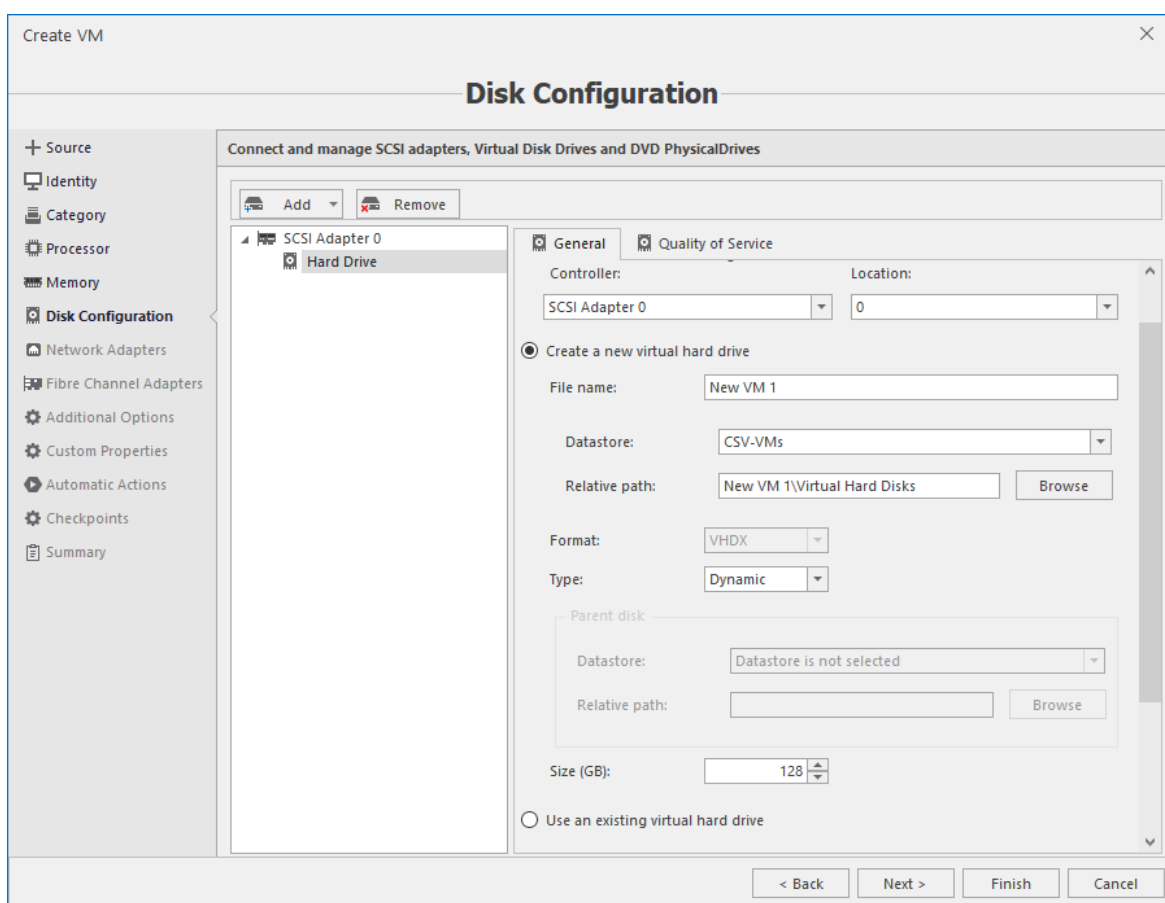 Create VM
Disk Configuration
Source
Identity
Category
Processor
Memory
Disk Configuration
Network Adapters
Fibre Channel Adapters
Additional Options
Custom Properties
Automatic Actions
Checkpoints
Summary
Connect and manage SCSI adapters, Virtual Disk Drives and DVD PhysicalDrives
Add Remove
SCSI Adapter 0
Hard Drive
General Quality of Service
Controller: Location:
SCSI Adapter 0 0
Create a new virtual hard drive
File name: New VM 1
Datastore: CSV-VMs
Relative path: New VM 1\Virtual Hard Disks Browse
Format: VHDX
Type: Dynamic
Parent disk
Datastore: Datastore is not selected
Relative path: Browse
Size (GB): 128
Use an existing virtual hard drive
< Back Next > Finish Cancel